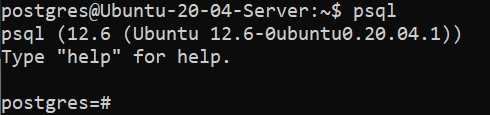 postgres@Ubuntu-20-04-Server:~$ psql
psql (12.6 (Ubuntu 12.6-0ubuntu0.20.04.1))
Type "help" for help.
postgres=#